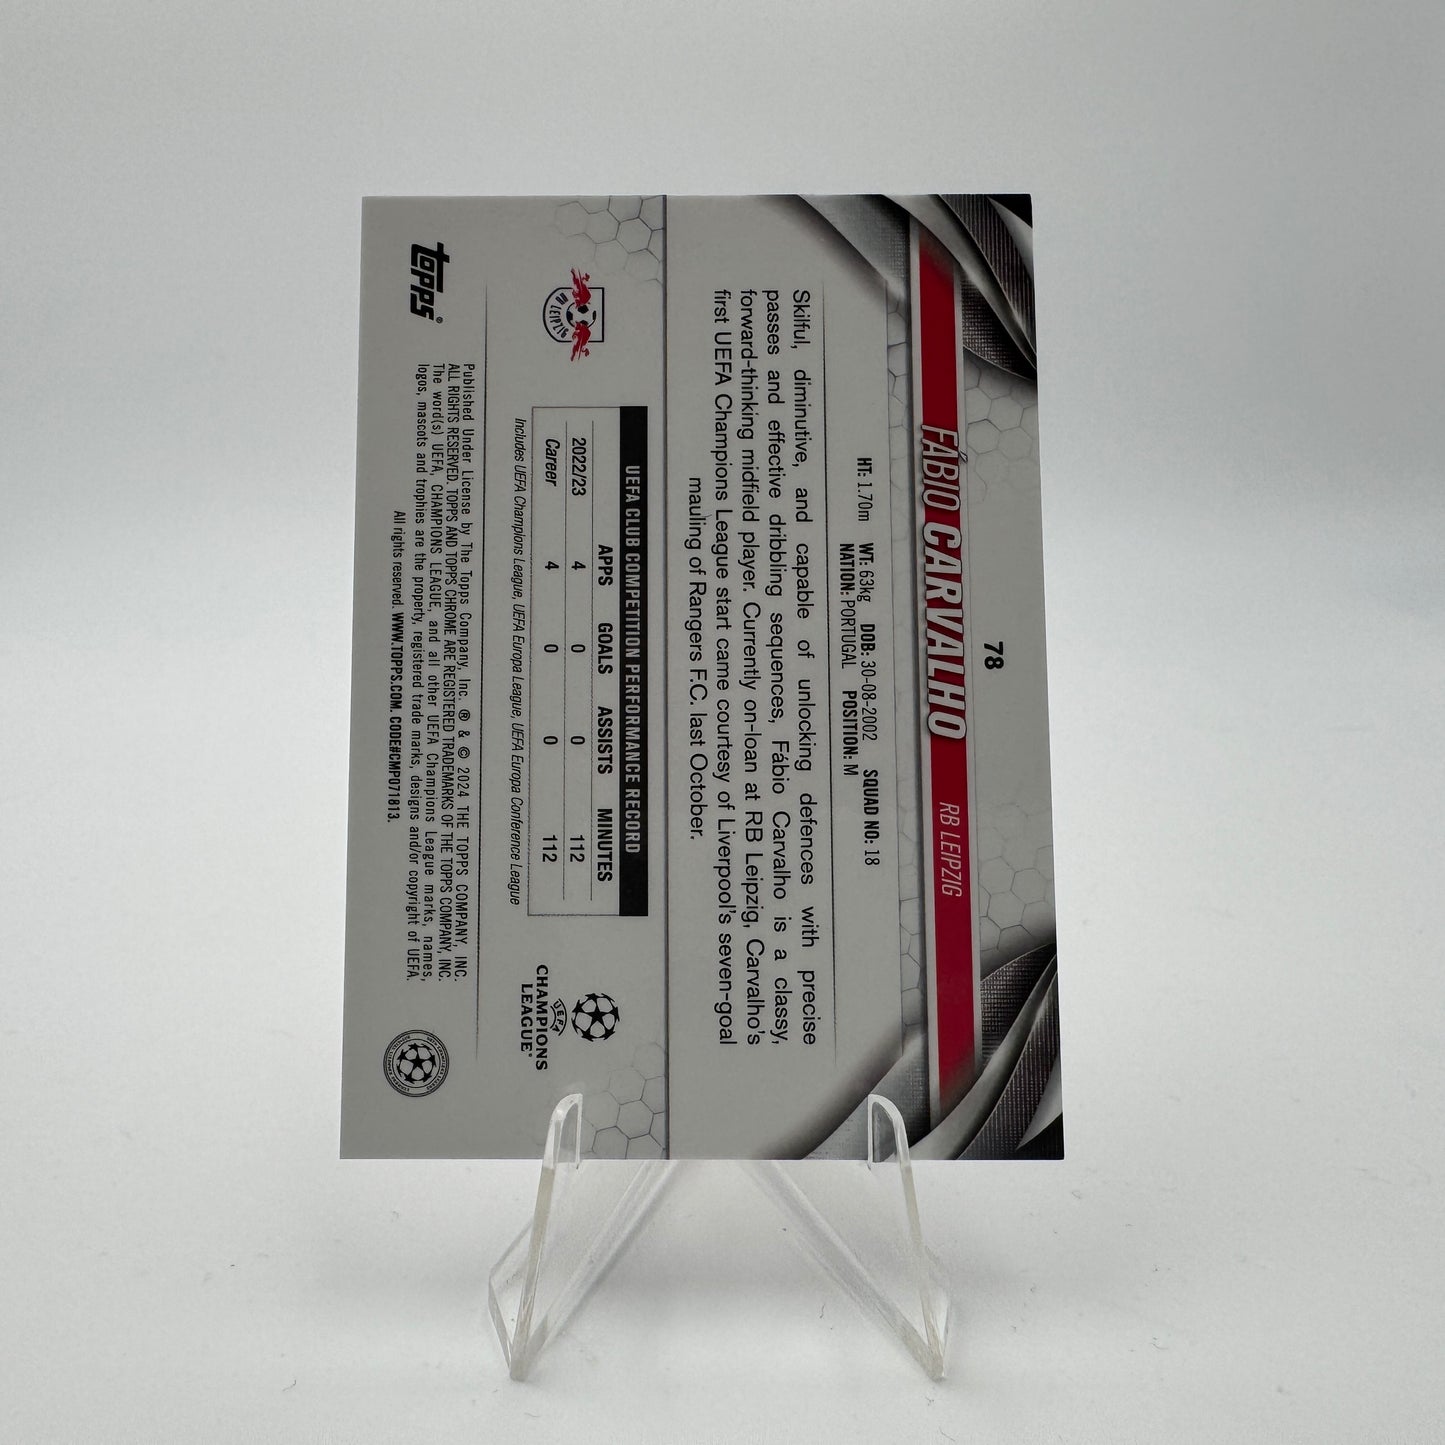 78
FÁBIO CARVALHO RB LEIPZIG
HT: 1.70m WT: 63kg DOB: 30-08-2002 SQUAD NO: 18
NATION: PORTUGAL POSITION: M
Skilful, diminutive, and capable of unlocking defences with precise
passes and effective dribbling sequences, Fábio Carvalho is a classy,
forward-thinking midfield player. Currently on-loan at RB Leipzig, Carvalho's
first UEFA Champions League start came courtesy of Liverpool's seven-goal
mauling of Rangers F.C. last October.
RB LEIPZIG
UEFA CLUB COMPETITION PERFORMANCE RECORD
APPS GOALS ASSISTS MINUTES
2022/23 4 0 0 112
Career 4 0 0 112
Includes UEFA Champions League, UEFA Europa League, UEFA Europa Conference League
UEFA
CHAMPIONS
LEAGUE®
topps®
Published Under License by The Topps Company, Inc. ® & © 2024 THE TOPPS COMPANY, INC.
ALL RIGHTS RESERVED. TOPPS AND TOPPS CHROME ARE REGISTERED TRADEMARKS OF THE TOPPS COMPANY, INC.
The word(s) UEFA, CHAMPIONS LEAGUE, and all other UEFA Champions League marks, names,
logos, mascots and trophies are the property, registered trade marks, designs and/or copyright of UEFA.
All rights reserved. WWW.TOPPS.COM. CODE#CMP071813.